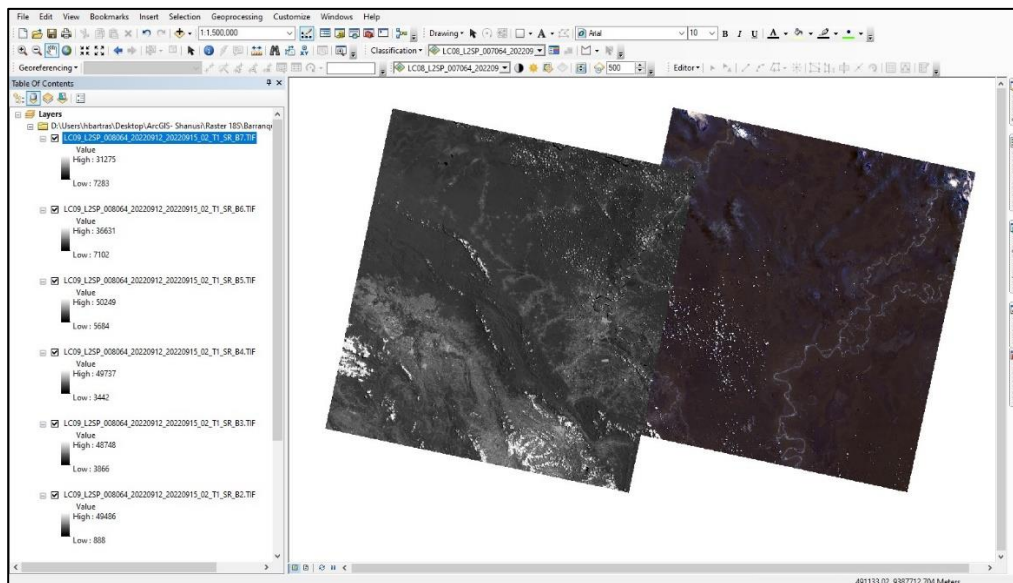 File Edit View Bookmarks Insert Selection Geoprocessing Customize Windows Help
1:1,500,000
Drawing Arial 10 B I U A
Classification LC08_L2SP_007064_202209
Georeferencing LC08_L2SP_007064_202209 500 Editor
Table Of Contents
Layers
D:\Users\hbartras\Desktop\ArcGIS- Shanusi\Raster 18S\Barranq
LC09_L2SP_008064_20220912_20220915_02_T1_SR_B7.TIF
Value
High : 31275
Low : 7283
LC09_L2SP_008064_20220912_20220915_02_T1_SR_B6.TIF
Value
High : 36631
Low : 7102
LC09_L2SP_008064_20220912_20220915_02_T1_SR_B5.TIF
Value
High : 50249
Low : 5684
LC09_L2SP_008064_20220912_20220915_02_T1_SR_B4.TIF
Value
High : 49737
Low : 3442
LC09_L2SP_008064_20220912_20220915_02_T1_SR_B3.TIF
Value
High : 48748
Low : 3866
LC09_L2SP_008064_20220912_20220915_02_T1_SR_B2.TIF
Value
High : 49486
Low : 888
491133.02 9387712.704 Meters